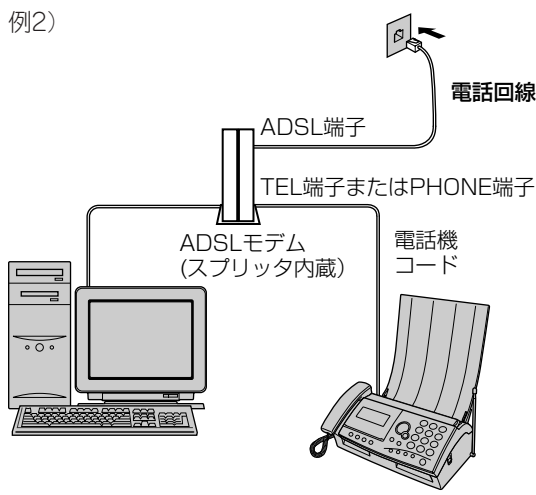 例2）
電話回線
ADSL端子
TEL端子またはPHONE端子
ADSLモデム
(スプリッタ内蔵）
電話機
コード